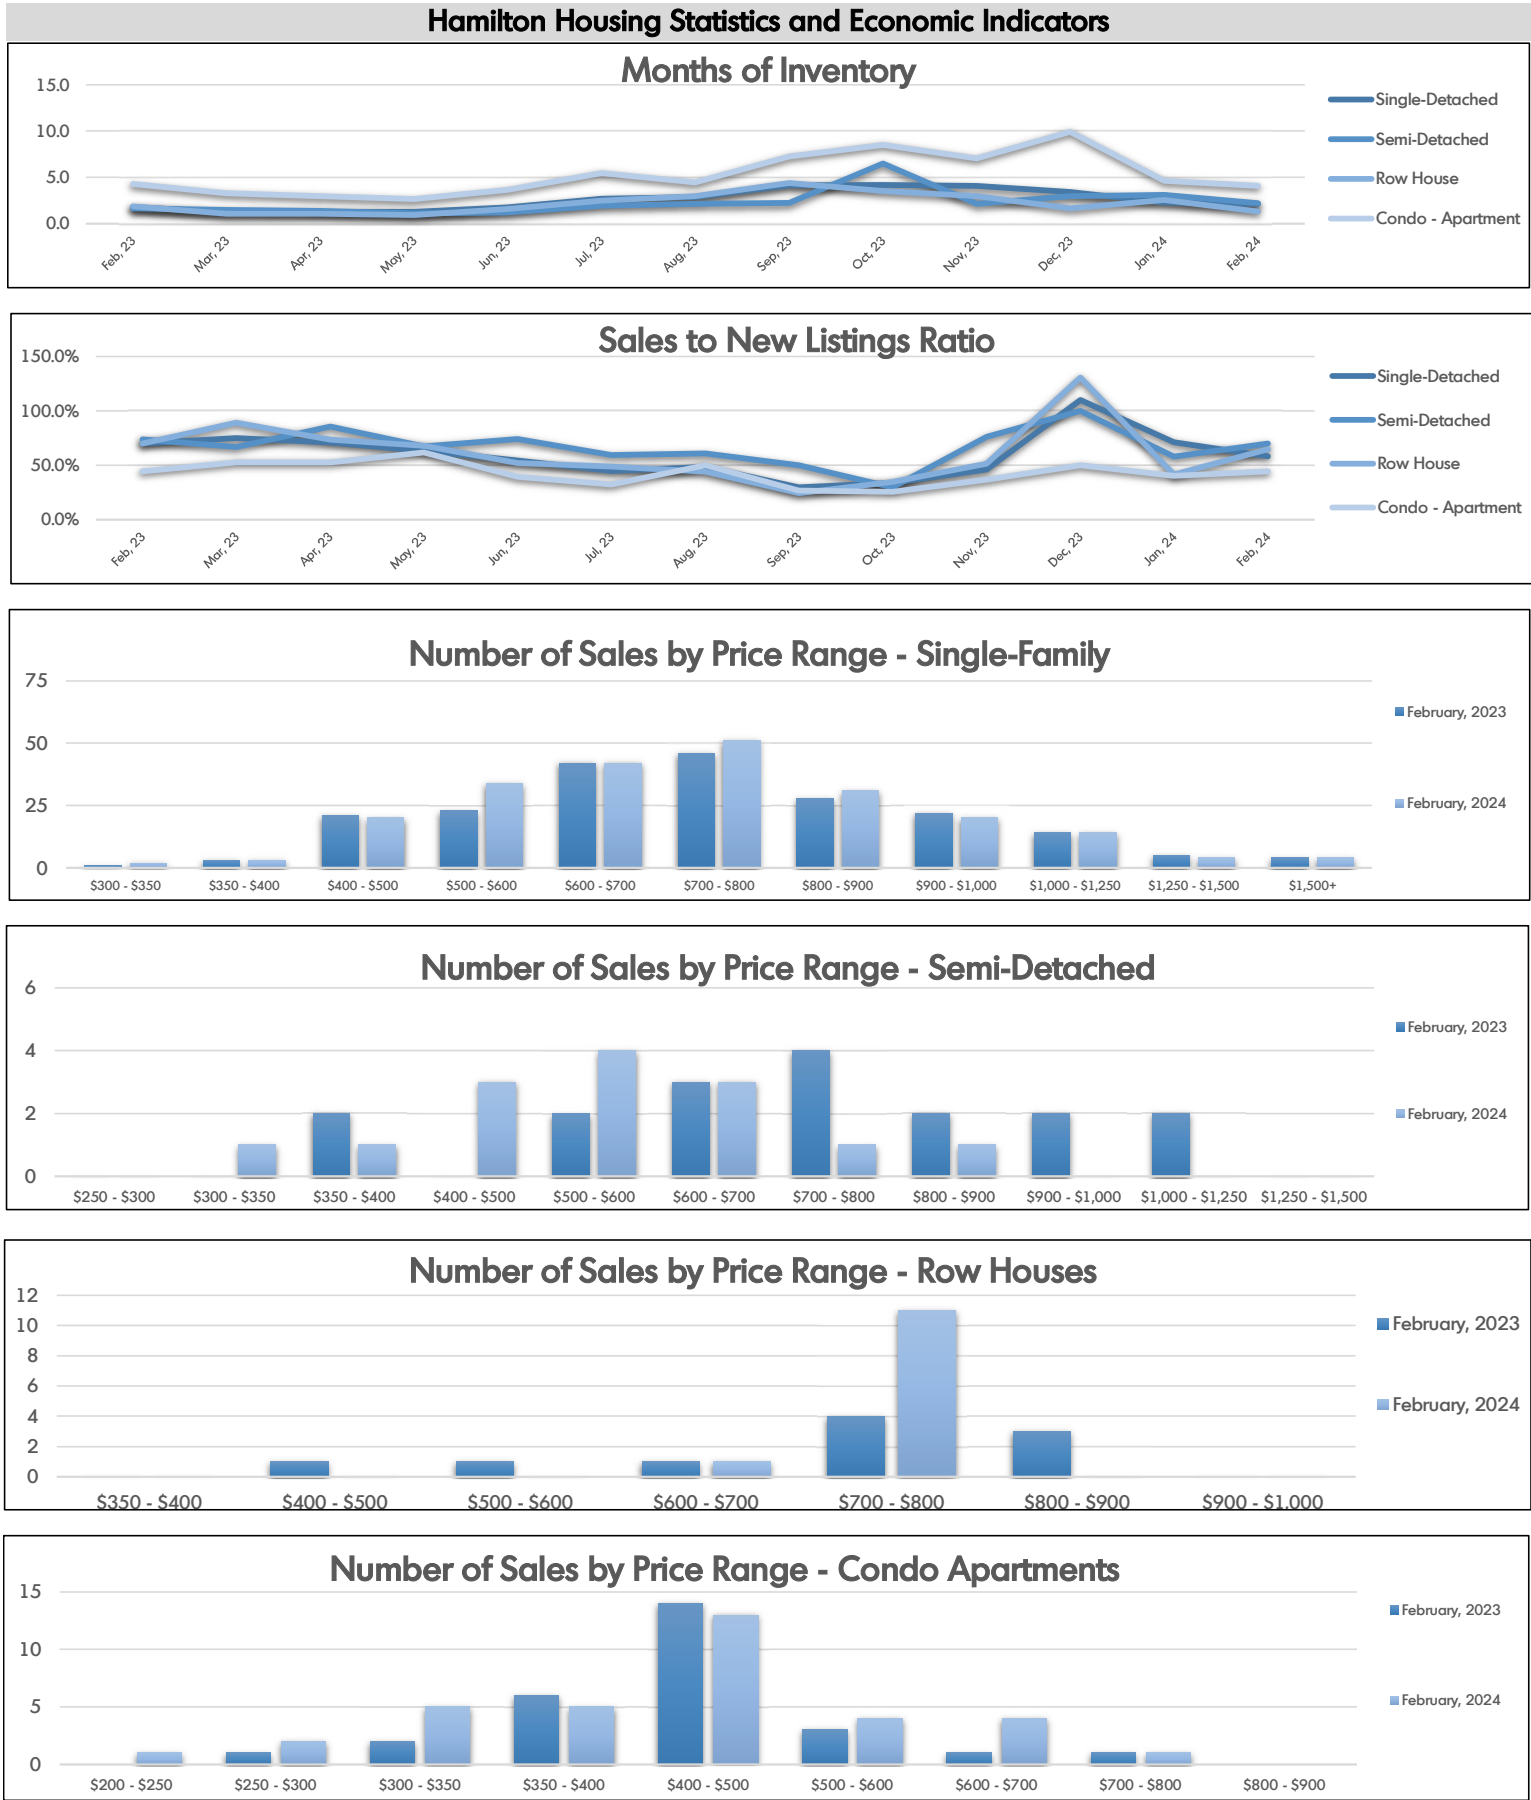 Hamilton Housing Statistics and Economic Indicators
Months of Inventory
15.0
10.0
5.0
0.0
Feb, 23 Mar, 23 Apr, 23 May, 23 Jun, 23 Jul, 23 Aug, 23 Sep, 23 Oct, 23 Nov, 23 Dec, 23 Jan, 24 Feb, 24
Single-Detached
Semi-Detached
Row House
Condo - Apartment
Sales to New Listings Ratio
150.0%
100.0%
50.0%
0.0%
Feb, 23 Mar, 23 Apr, 23 May, 23 Jun, 23 Jul, 23 Aug, 23 Sep, 23 Oct, 23 Nov, 23 Dec, 23 Jan, 24 Feb, 24
Single-Detached
Semi-Detached
Row House
Condo - Apartment
Number of Sales by Price Range - Single-Family
75
50
25
0
$300 - $350 $350 - $400 $400 - $500 $500 - $600 $600 - $700 $700 - $800 $800 - $900 $900 - $1,000 $1,000 - $1,250 $1,250 - $1,500 $1,500+
February, 2023
February, 2024
Number of Sales by Price Range - Semi-Detached
6
4
2
0
$250 - $300 $300 - $350 $350 - $400 $400 - $500 $500 - $600 $600 - $700 $700 - $800 $800 - $900 $900 - $1,000 $1,000 - $1,250 $1,250 - $1,500
February, 2023
February, 2024
Number of Sales by Price Range - Row Houses
12
10
8
6
4
2
0
$350 - $400 $400 - $500 $500 - $600 $600 - $700 $700 - $800 $800 - $900 $900 - $1,000
February, 2023
February, 2024
Number of Sales by Price Range - Condo Apartments
15
10
5
0
$200 - $250 $250 - $300 $300 - $350 $350 - $400 $400 - $500 $500 - $600 $600 - $700 $700 - $800 $800 - $900
February, 2023
February, 2024